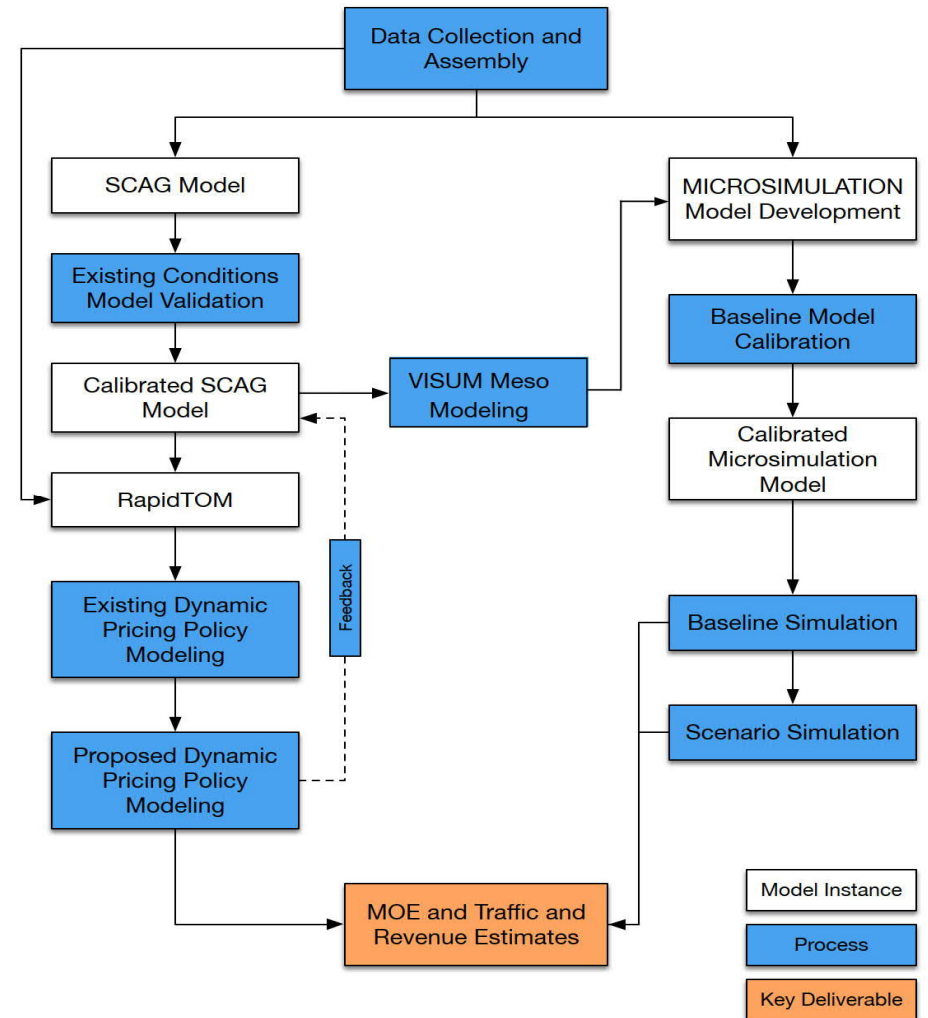 Data Collection and
Assembly
SCAG Model
MICROSIMULATION
Model Development
Existing Conditions
Model Validation
Baseline Model
Calibration
Calibrated SCAG
Model
VISUM Meso
Modeling
Calibrated
Microsimulation
Model
RapidTOM
Feedback
Existing Dynamic
Pricing Policy
Modeling
Baseline Simulation
Proposed Dynamic
Pricing Policy
Modeling
Scenario Simulation
MOE and Traffic and
Revenue Estimates
Model Instance
Process
Key Deliverable